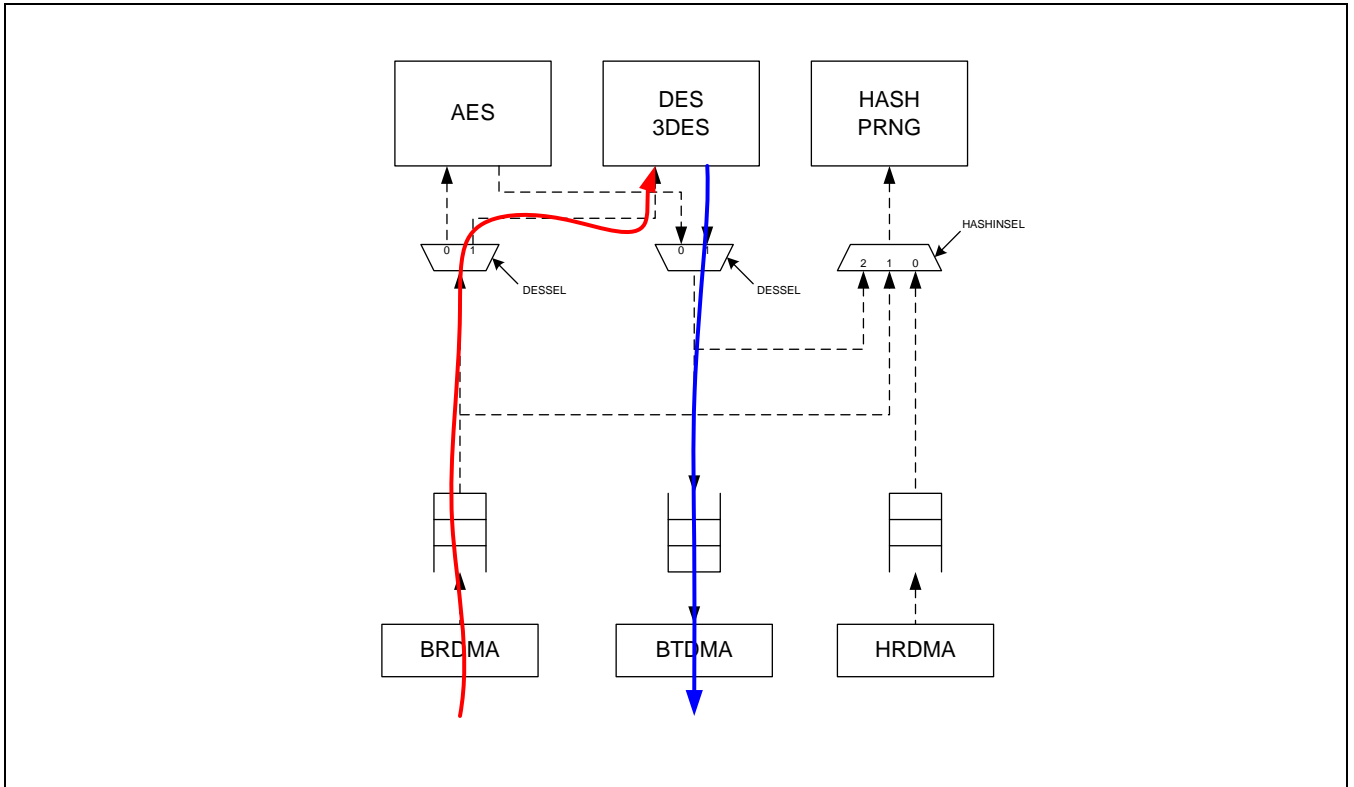 AES
DES
3DES
HASH
PRNG
0 1
DESSEL
0 1
DESSEL
2 1 0
HASHINSEL
BRDMA
BTDMA
HRDMA